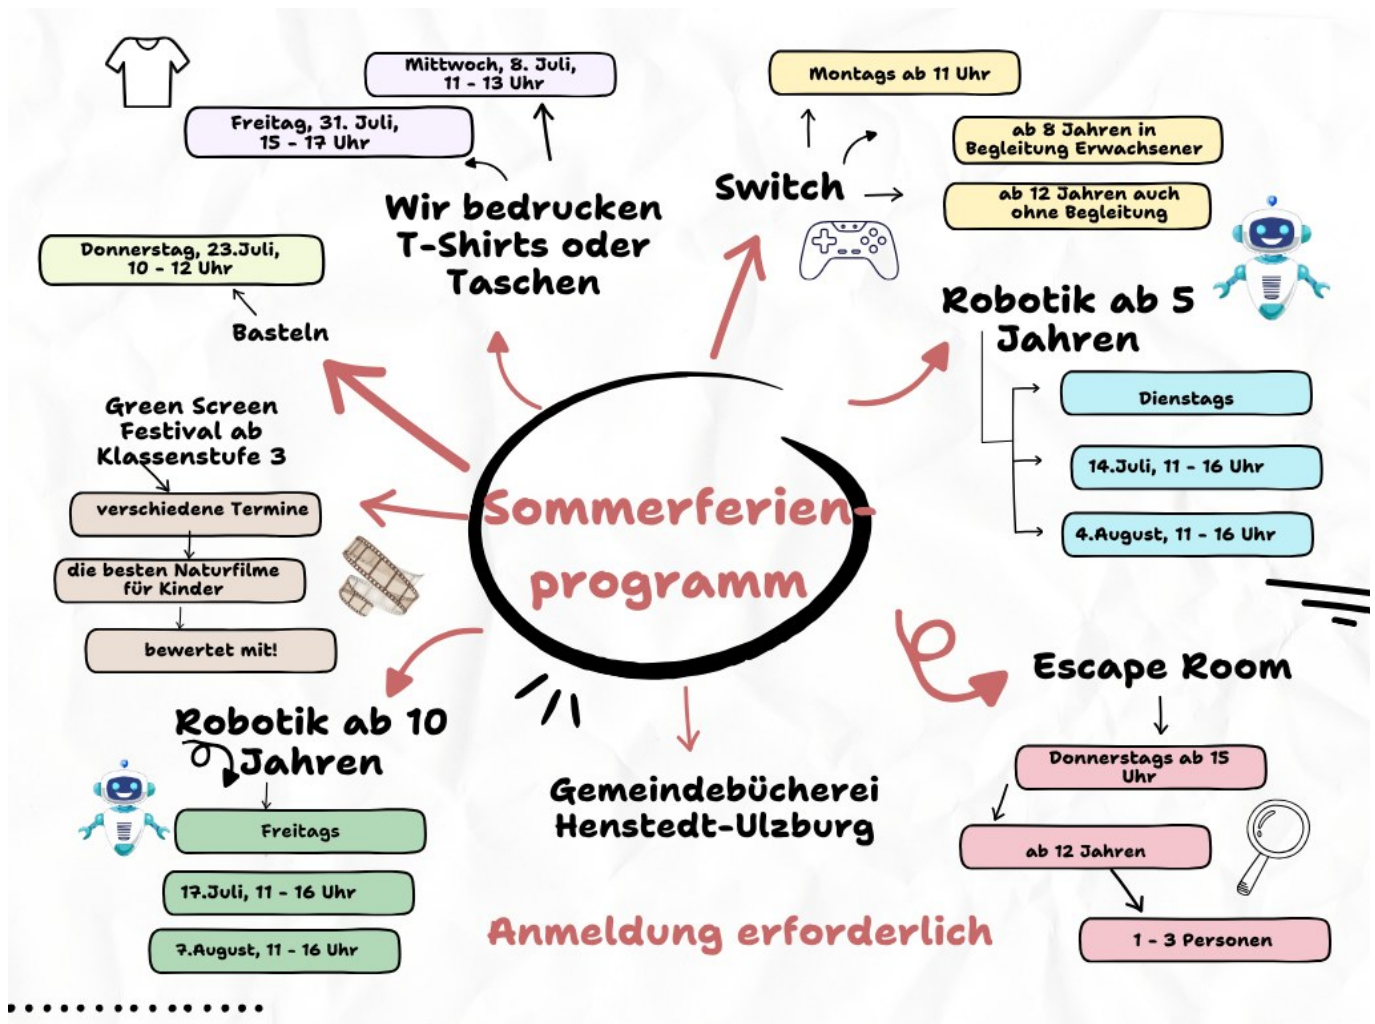 Mittwoch, 8. Juli,
11 - 13 Uhr
Freitag, 31. Juli,
15 - 17 Uhr
Wir bedrucken
T-Shirts oder
Taschen
Montags ab 11 Uhr
ab 8 Jahren in
Begleitung Erwachsener
Switch
ab 12 Jahren auch
ohne Begleitung
Donnerstag, 23.Juli,
10 - 12 Uhr
Basteln
Robotik ab 5
Jahren
Dienstags
14.Juli, 11 - 16 Uhr
4.August, 11 - 16 Uhr
Green Screen
Festival ab
Klassenstufe 3
verschiedene Termine
die besten Naturfilme
für Kinder
bewertet mit!
Sommerferien-
programm
Escape Room
Donnerstags ab 15
Uhr
ab 12 Jahren
1 - 3 Personen
Robotik ab 10
Jahren
Freitags
17.Juli, 11 - 16 Uhr
7.August, 11 - 16 Uhr
Gemeindebücherei
Henstedt-Ulzburg
Anmeldung erforderlich